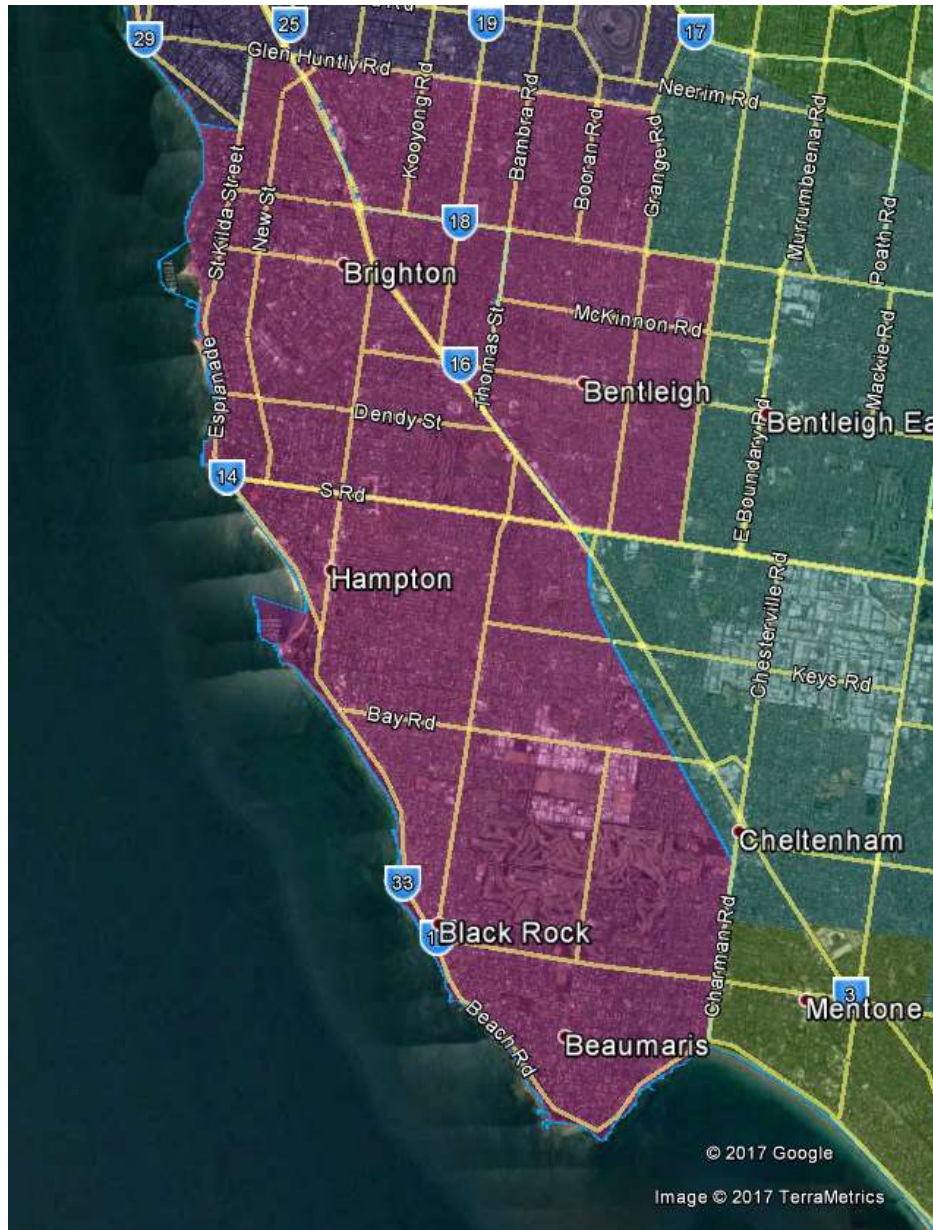 29
25
19
17
Glen Huntly Rd
Neerim Rd
Kooyong Rd
Bambra Rd
Booran Rd
Grange Rd
Murrumbeena Rd
Poath Rd
St Kilda Street
New St
18
Brighton
McKinnon Rd
Mackie Rd
16
Thomas St
Bentleigh
Bentleigh Ea
Esplanade
Dendy St
E Boundary Rd
14
S Rd
Hampton
Chesterville Rd
Keys Rd
Bay Rd
Cheltenham
33
Black Rock
Charman Rd
3
Mentone
Beach Rd
Beaumaris
© 2017 Google
Image © 2017 TerraMetrics